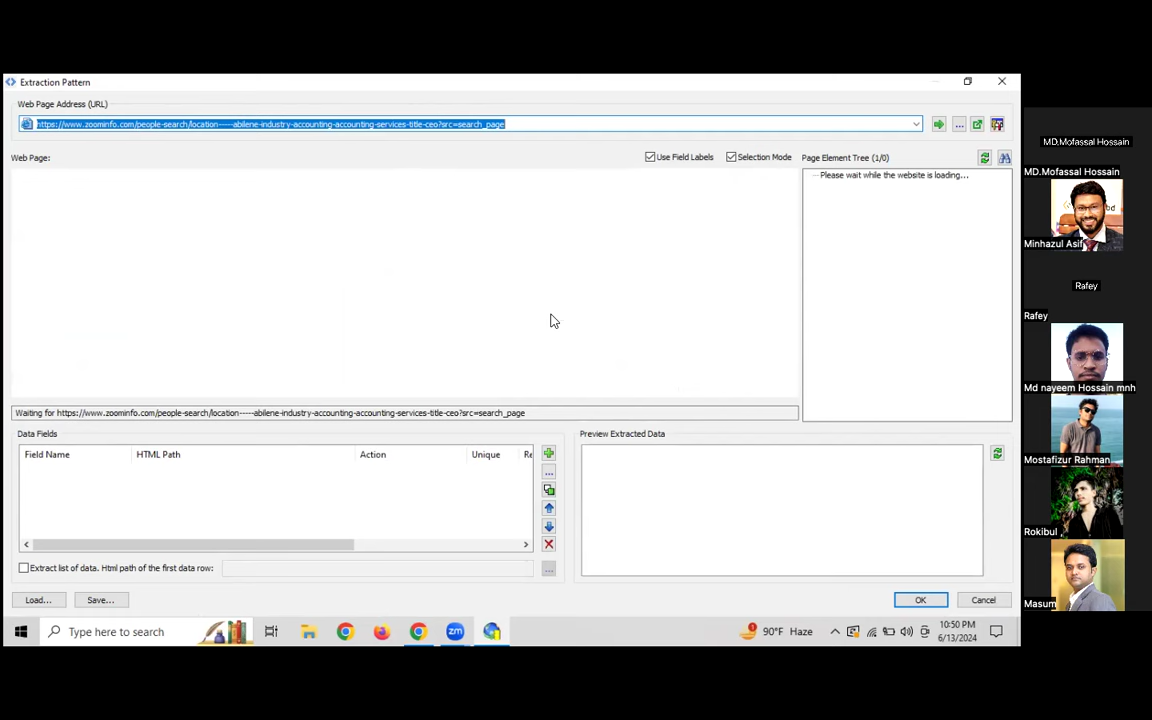 Extraction Pattern
Web Page Address (URL)
https://www.zoominfo.com/people-search/location-----abilene-industry-accounting-accounting-services-title-ceo?src=search_page
Web Page:
Use Field Labels
Selection Mode
Page Element Tree (1/0)
Please wait while the website is loading...
Waiting for https://www.zoominfo.com/people-search/location-----abilene-industry-accounting-accounting-services-title-ceo?src=search_page
Data Fields
Field Name HTML Path Action Unique Re
Preview Extracted Data
Extract list of data. Html path of the first data row:
Load... Save... OK Cancel
Type here to search
zm
1
90°F Haze
10:50 PM
6/13/2024
MD.Mofassal Hossain
MD.Mofassal Hossain
Minhazul Asif
Rafey
Rafey
Md nayeem Hossain mnh
Mostafizur Rahman
Rokibul
Masum